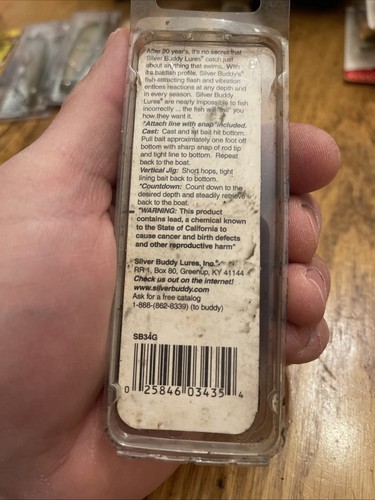 After 20 year's, it's no secret that
Silver Buddy Lures® catch just
about anything that swims. With
its baitfish profile, Silver Buddy's®
fish-attracting flash and vibration
entices reactions at any depth and
in every season. Silver Buddy
Lures® are nearly impossible to fish
incorrectly ... the fish will tell you
how they want it.
*Attach line with snap included.
Cast: Cast and let bait hit bottom.
Pull bait approximately one foot off
bottom with sharp snap of rod tip
and tight line to bottom. Repeat
back to the boat.
Vertical Jig: Short hops, tight
lining bait back to bottom.
*Countdown: Count down to the
desired depth and steadily retrieve
back to the boat.
*WARNING: This product
contains lead, a chemical known
to the State of California to
cause cancer and birth defects
and other reproductive harm"
Silver Buddy Lures, Inc.
RR 1, Box 80, Greenup, KY 41144
Check us out on the internet!
www.silverbuddy.com
Ask for a free catalog
1-886-(862-8339) (to buddy)
SB34G
0 25846 03435 4